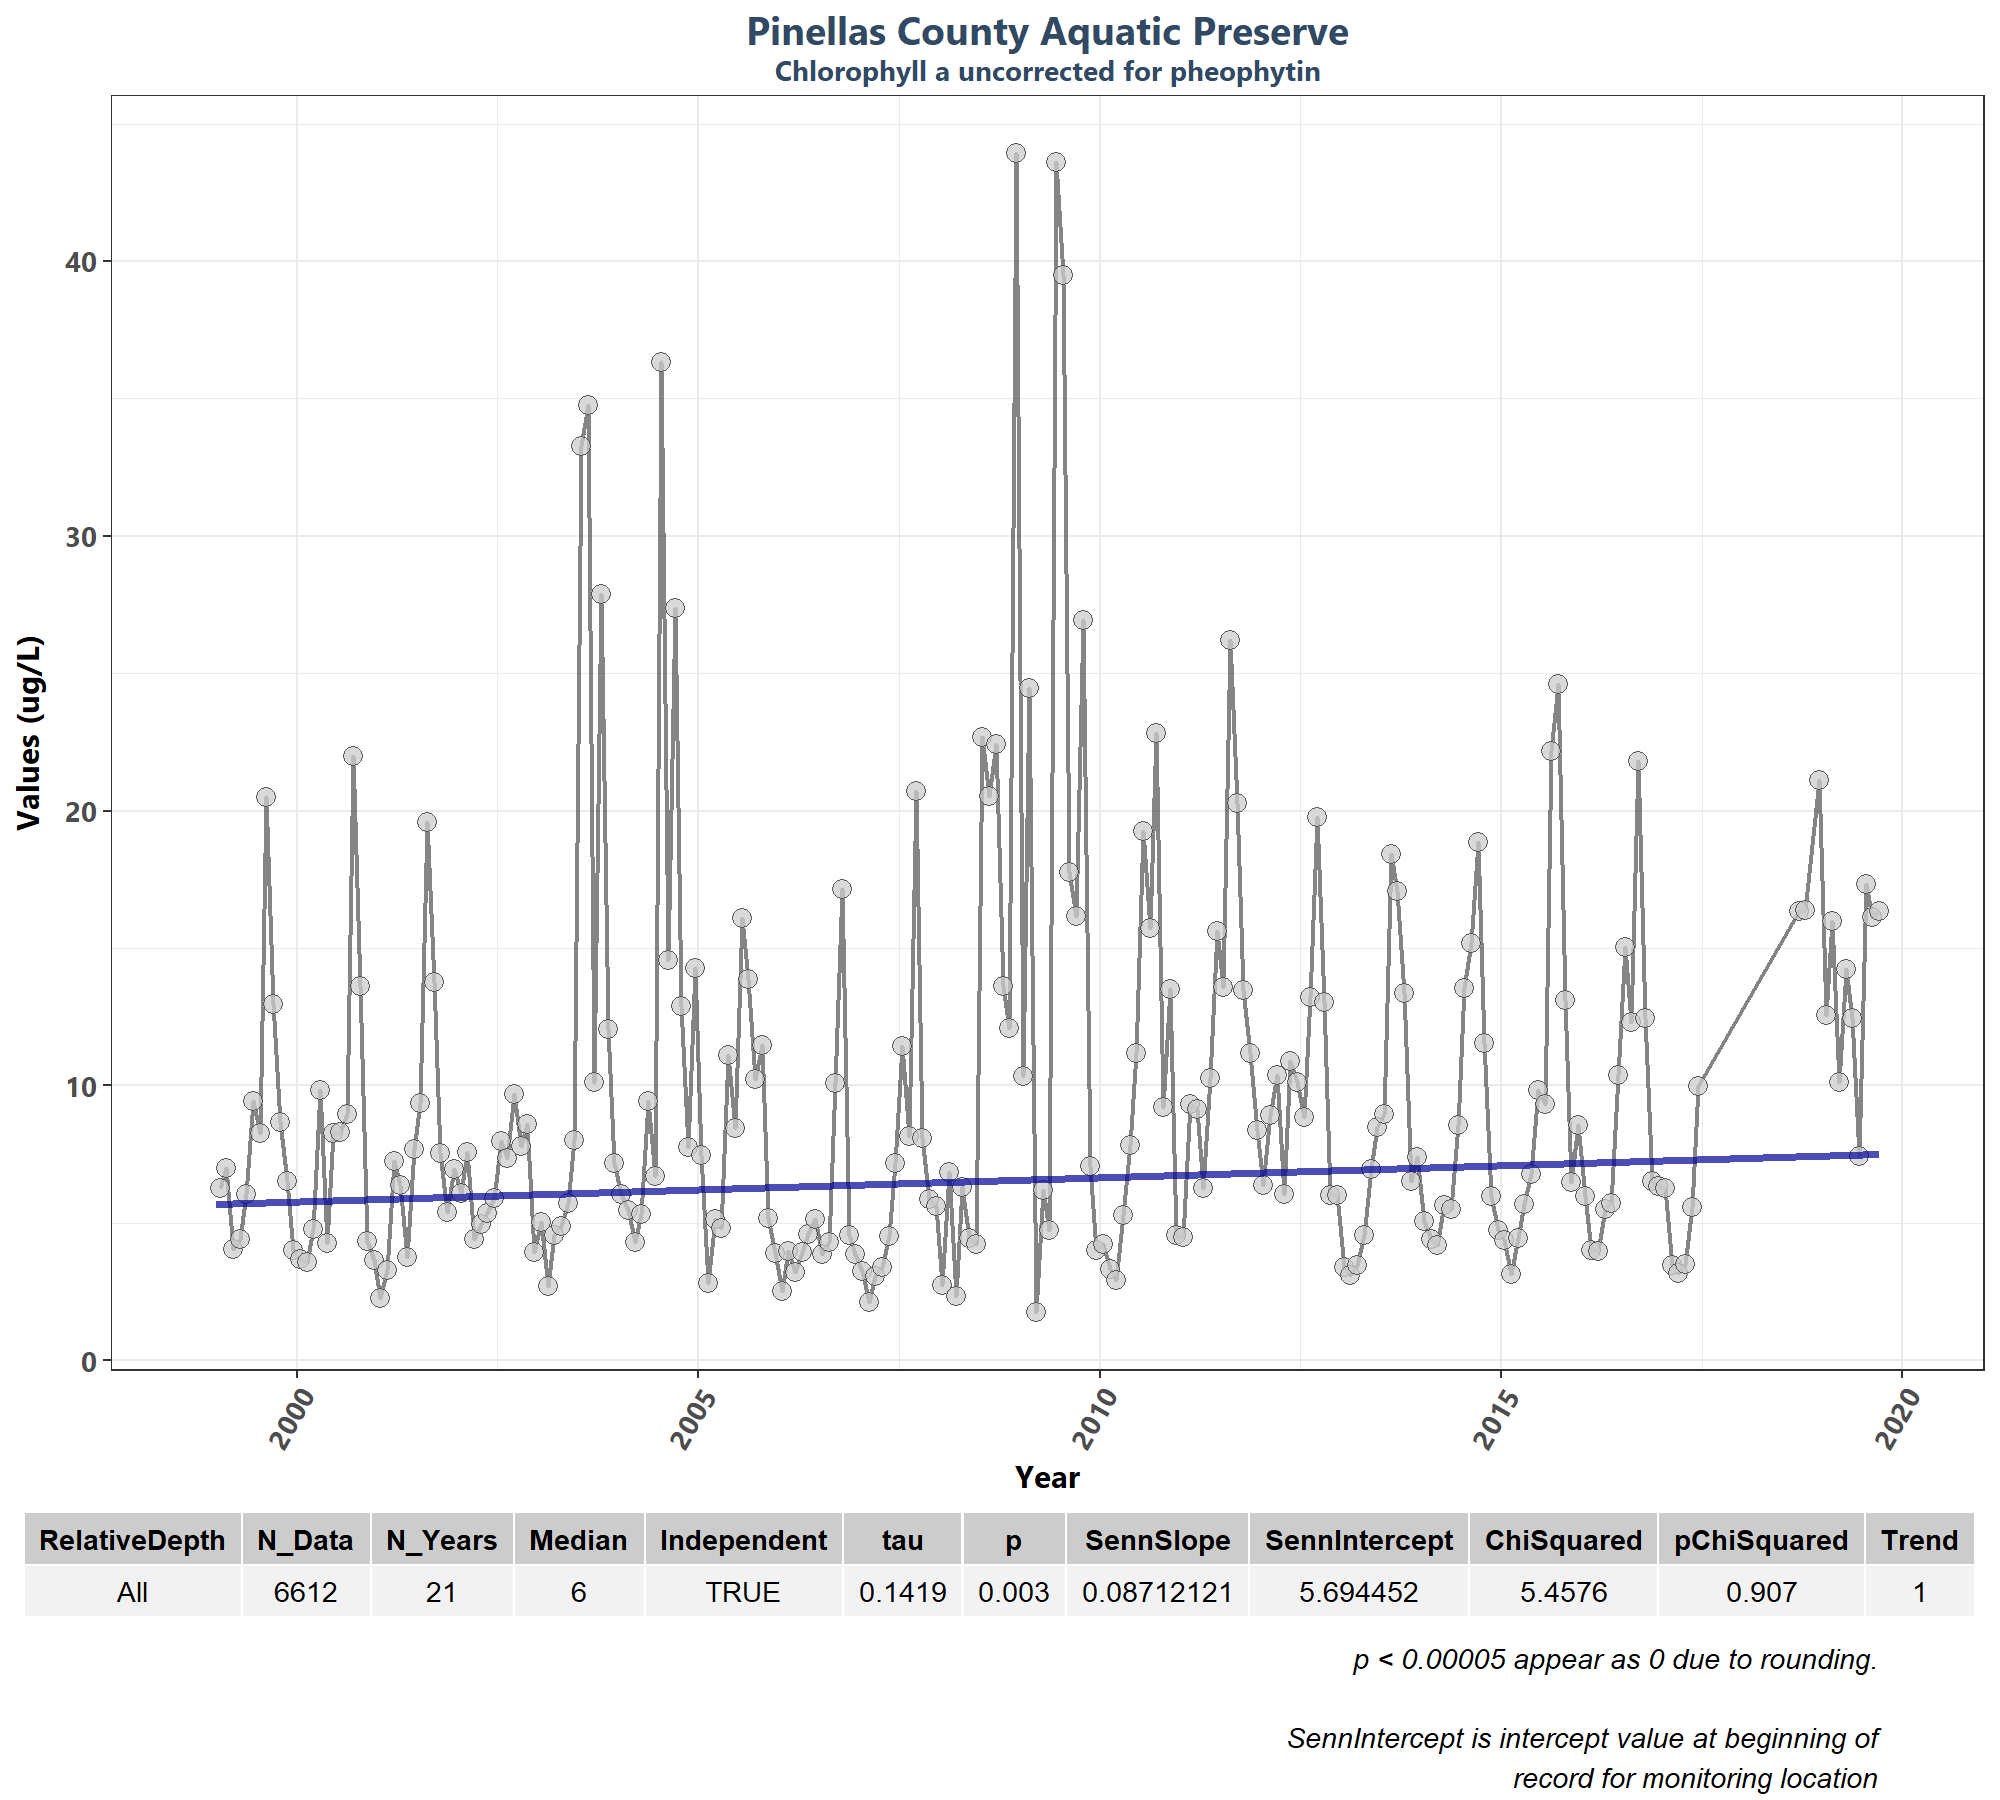 Pinellas County Aquatic Preserve
Chlorophyll a uncorrected for pheophytin
Values (ug/L)
40
30
20
10
0
2000
2005
2010
2015
2020
Year
RelativeDepth N_Data N_Years Median Independent tau p SennSlope SennIntercept ChiSquared pChiSquared Trend
All 6612 21 6 TRUE 0.1419 0.003 0.08712121 5.694452 5.4576 0.907 1
p < 0.00005 appear as 0 due to rounding.
SennIntercept is intercept value at beginning of
record for monitoring location